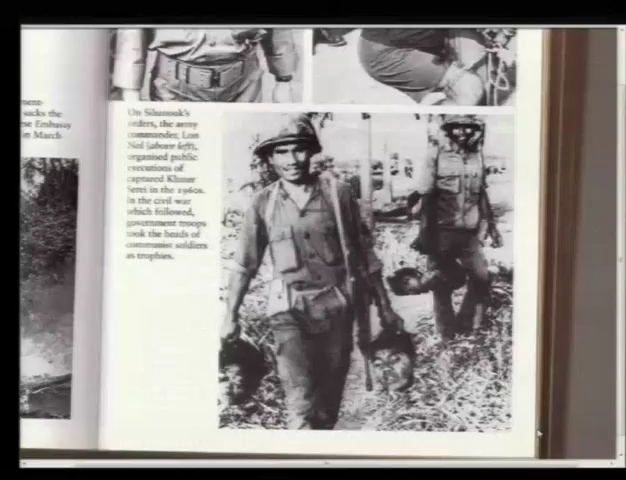 ment-
sacks the
se Embassy
in March
On Sihanouk's
orders, the army
commander, Lon
Nol (above left),
organised public
executions of
captured Khmer
Serei in the 1960s.
In the civil war
which followed,
government troops
took the heads of
communist soldiers
as trophies.